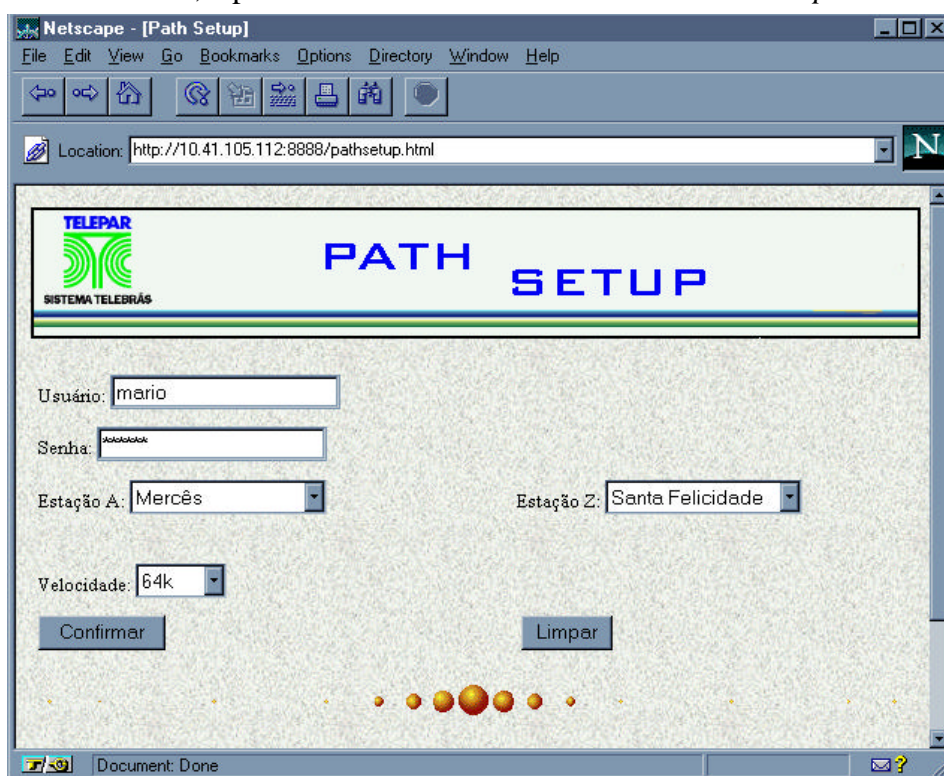 Netscape - [Path Setup]
File Edit View Go Bookmarks Options Directory Window Help
Location: http://10.41.105.112:8888/pathsetup.html
N
TELEPAR
SISTEMA TELEBRÁS
PATH
SETUP
Usuário: mario
Senha: ******
Estação A: Mercês Estação Z: Santa Felicidade
Velocidade: 64k
Confirmar Limpar
Document: Done